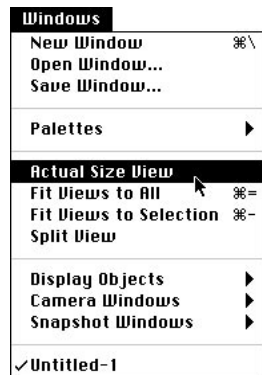 Windows
New Window ⌘\
Open Window...
Save Window...
Palettes
Actual Size View
Fit Views to All ⌘=
Fit Views to Selection ⌘-
Split View
Display Objects
Camera Windows
Snapshot Windows
✓Untitled-1